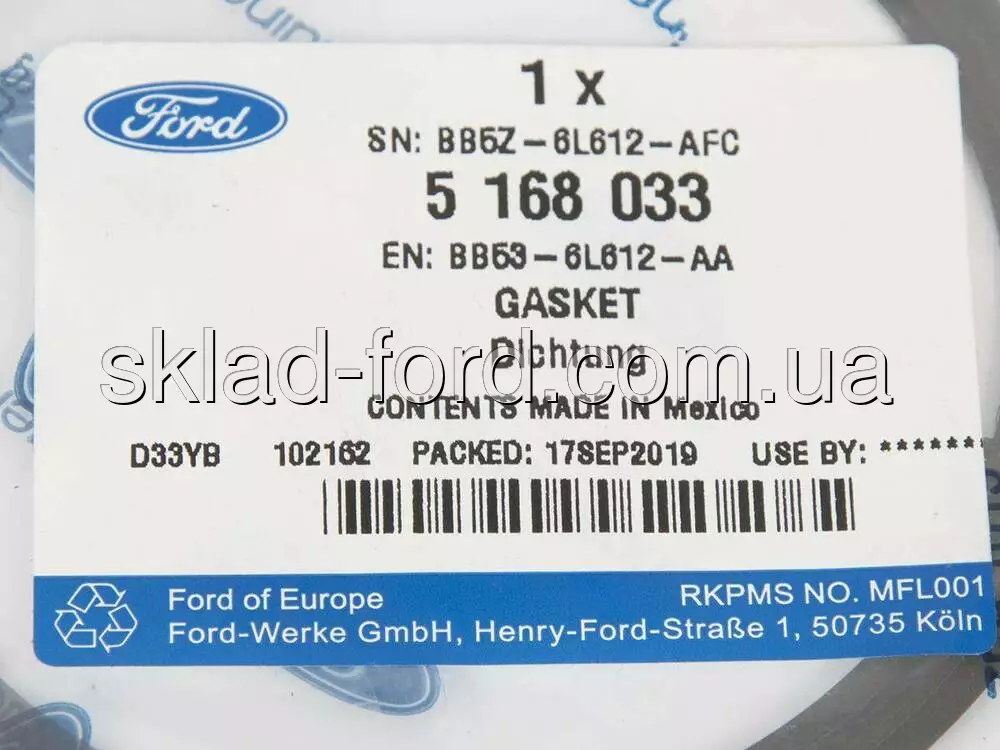 1 x
Ford
SN: BB5Z-6L612-AFC
5 168 033
EN: BB53-6L612-AA
GASKET
Dichtung
sklad-ford.com.ua
CONTENTS MADE IN Mexico
D33YB 102162 PACKED: 17SEP2019 USE BY: *******
Ford of Europe RKPMS NO. MFL001
Ford-Werke GmbH, Henry-Ford-Straße 1, 50735 Köln